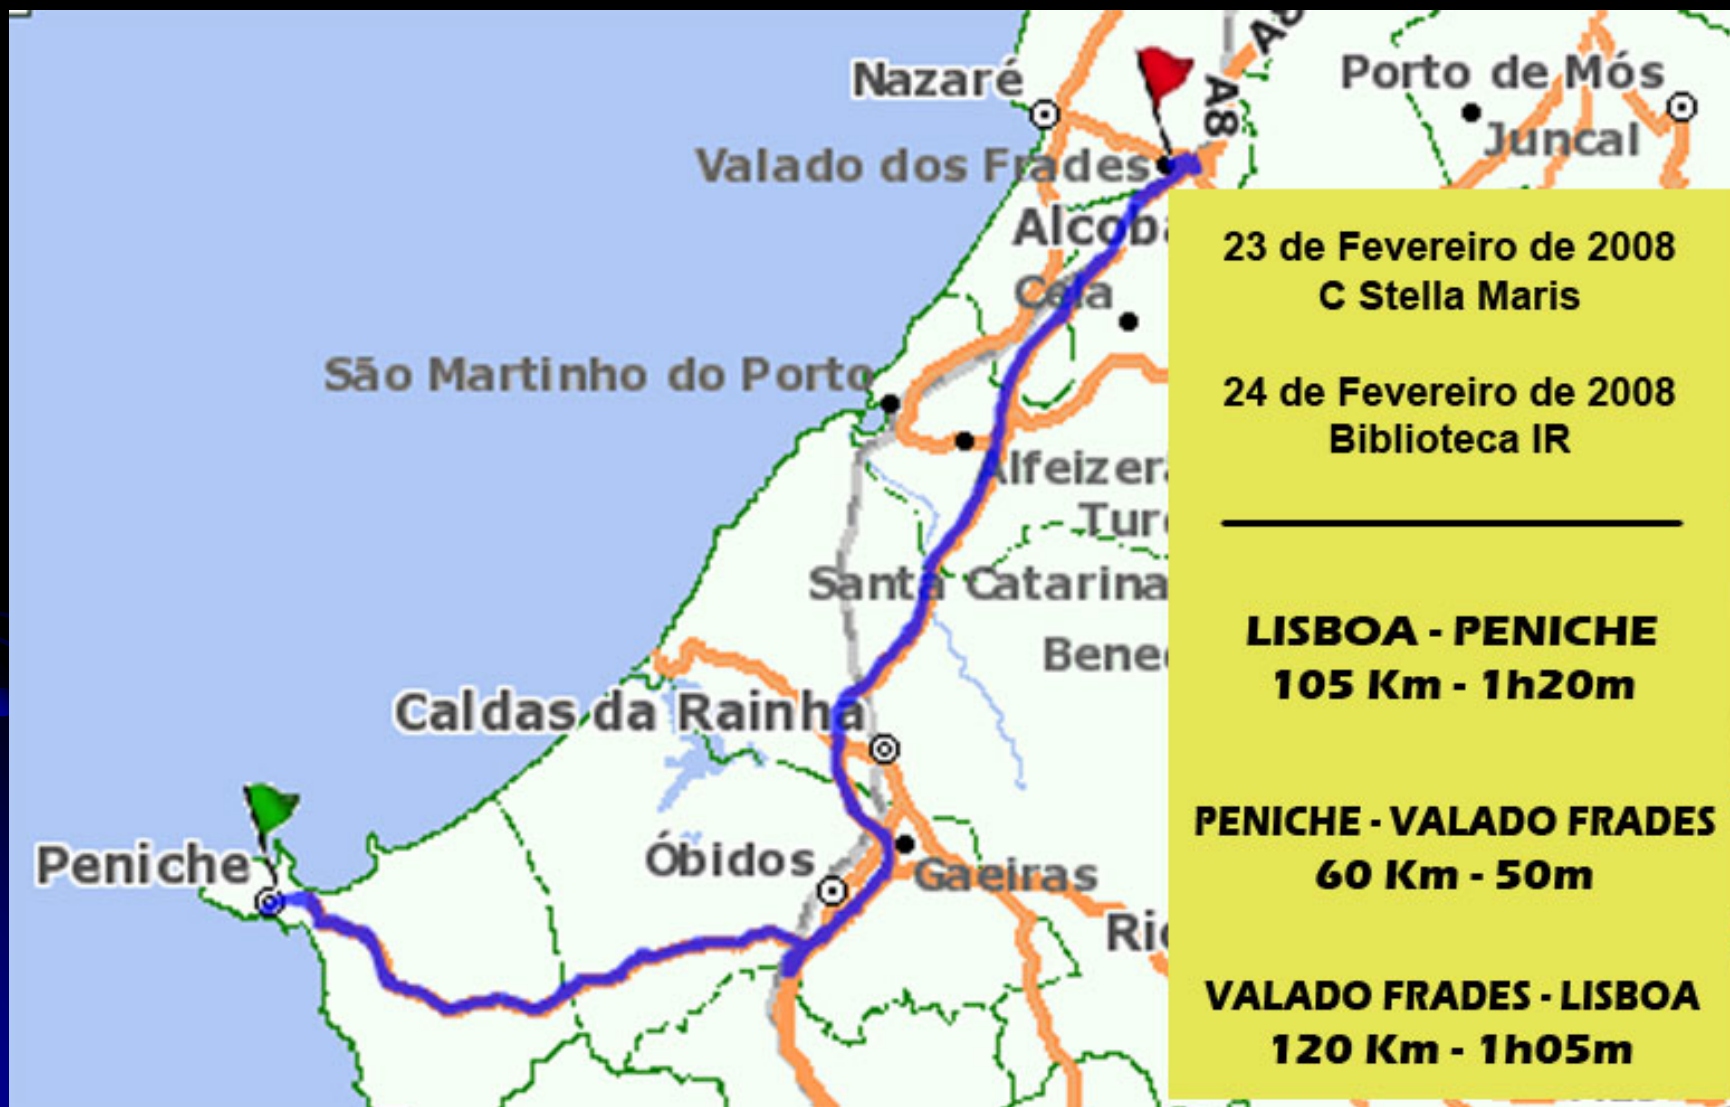 A8
Nazaré
A8
Porto de Mós
Juncal
Valado dos Frades
Cela
São Martinho do Porto
Santa Catarina
Caldas da Rainha
Peniche
Óbidos
Gaeiras
23 de Fevereiro de 2008
C Stella Maris
24 de Fevereiro de 2008
Biblioteca IR
LISBOA - PENICHE
105 Km - 1h20m
PENICHE - VALADO FRADES
60 Km - 50m
VALADO FRADES - LISBOA
120 Km - 1h05m